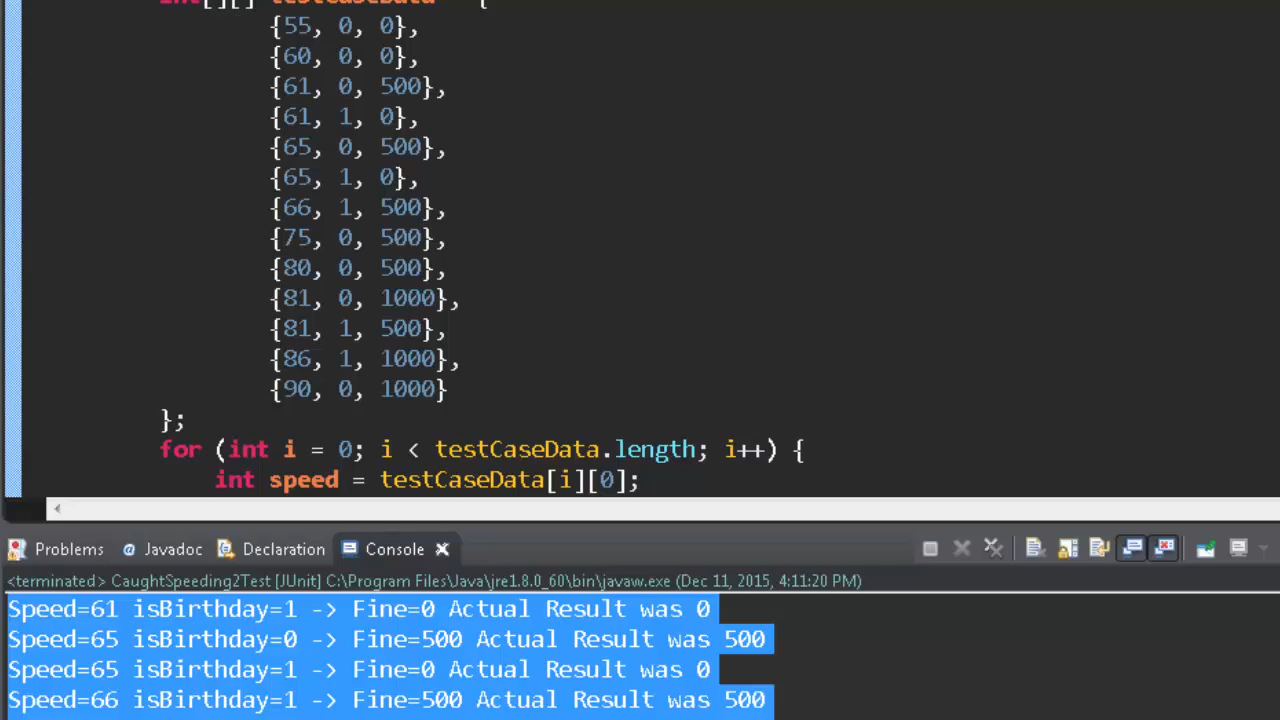 int[][] testCaseData = {
{55, 0, 0},
{60, 0, 0},
{61, 0, 500},
{61, 1, 0},
{65, 0, 500},
{65, 1, 0},
{66, 1, 500},
{75, 0, 500},
{80, 0, 500},
{81, 0, 1000},
{81, 1, 500},
{86, 1, 1000},
{90, 0, 1000}
};
for (int i = 0; i < testCaseData.length; i++) {
int speed = testCaseData[i][0];
Problems @ Javadoc Declaration Console
<terminated> CaughtSpeeding2Test [JUnit] C:\Program Files\Java\jre1.8.0_60\bin\javaw.exe (Dec 11, 2015, 4:11:20 PM)
Speed=61 isBirthday=1 -> Fine=0 Actual Result was 0
Speed=65 isBirthday=0 -> Fine=500 Actual Result was 500
Speed=65 isBirthday=1 -> Fine=0 Actual Result was 0
Speed=66 isBirthday=1 -> Fine=500 Actual Result was 500